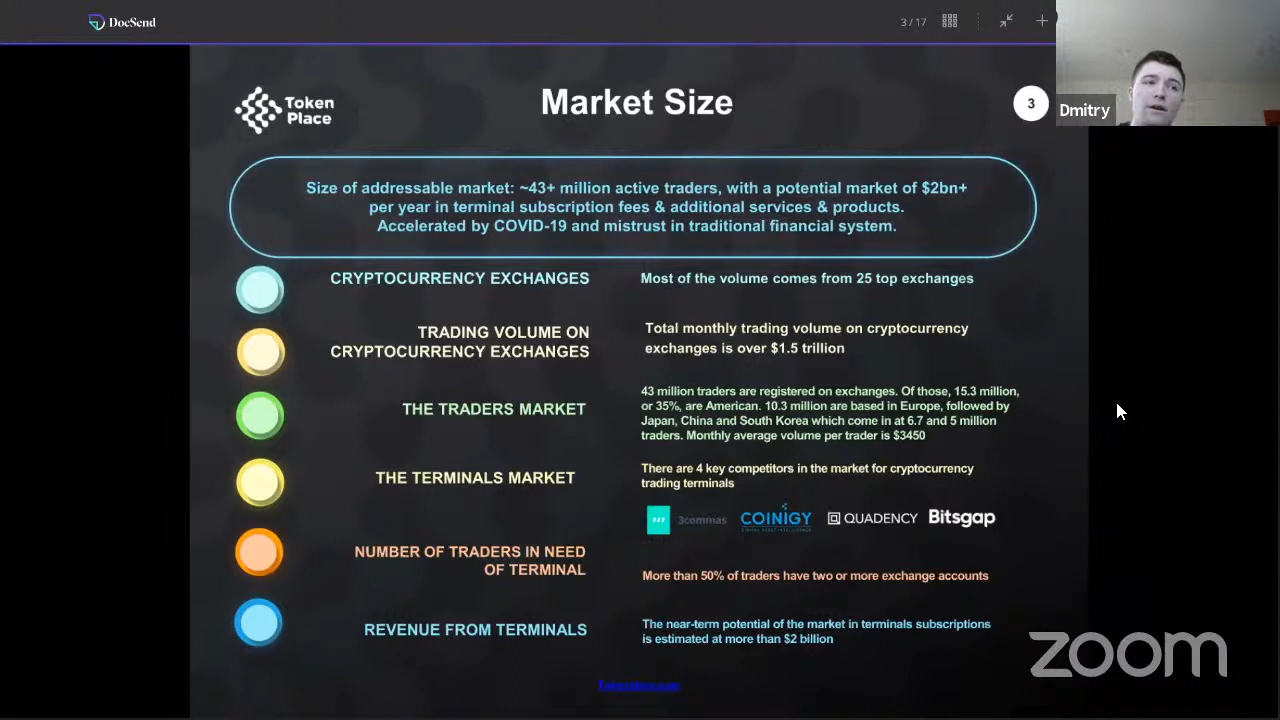 DocSend
3 / 17
Dmitry
Token
Place
Market Size
3
Size of addressable market: ~43+ million active traders, with a potential market of $2bn+
per year in terminal subscription fees & additional services & products.
Accelerated by COVID-19 and mistrust in traditional financial system.
CRYPTOCURRENCY EXCHANGES
Most of the volume comes from 25 top exchanges
TRADING VOLUME ON
CRYPTOCURRENCY EXCHANGES
Total monthly trading volume on cryptocurrency
exchanges is over $1.5 trillion
THE TRADERS MARKET
43 million traders are registered on exchanges. Of those, 15.3 million,
or 35%, are American. 10.3 million are based in Europe, followed by
Japan, China and South Korea which come in at 6.7 and 5 million
traders. Monthly average volume per trader is $3450
THE TERMINALS MARKET
There are 4 key competitors in the market for cryptocurrency
trading terminals
3commas
COINIGY
QUADENCY
Bitsgap
NUMBER OF TRADERS IN NEED
OF TERMINAL
More than 50% of traders have two or more exchange accounts
REVENUE FROM TERMINALS
The near-term potential of the market in terminals subscriptions
is estimated at more than $2 billion
zoom